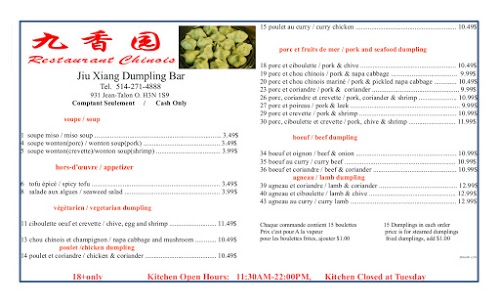 九香园
Restaurant Chinois
Jiu Xiang Dumpling Bar
Tel. 514-271-4888
931 Jean-Talon O. H3N 1S9
Comptant Seulement / Cash Only
soupe / soup
1 soupe miso / miso soup 3.49$
4 soupe wonton(porc) / wonton soup(pork) 3.49$
5 soupe wonton(crevette)/wonton soup(shrimp) 3.99$
hors-d'œuvre / appetizer
6 tofu épicé / spicy tofu 3.49$
8 salade aux algues / seaweed salad 3.99$
végétarien / vegetarian dumpling
11 ciboulette oeuf et crevette / chive, egg and shrimp 11.49$
13 chou chinois et champignon / napa cabbage and mushroom 10.49$
poulet /chicken dumpling
14 poulet et coriandre / chicken & coriander 10.49$
15 poulet au curry / curry chicken 10.49$
porc et fruits de mer / pork and seafood dumpling
18 porc et ciboulette / pork & chive 10.49$
19 porc et chou chinois / pork & napa cabbage 9.99$
20 porc et chou chinois mariné / pork & pickled napa cabbage 10.49$
23 porc et coriandre / pork & coriander 9.99$
26 porc, coriandre et crevette / pork, coriander & shrimp 11.99$
27 porc et poireau / pork & leek 9.99$
29 porc et crevette / pork & shrimp 11.99$
30 porc, ciboulette et crevette / pork, chive & shrimp 11.99$
boeuf / beef dumpling
34 boeuf et oignon / beef & onion 10.99$
35 boeuf au curry / curry beef 10.99$
36 boeuf et coriandre / beef & coriander 10.99$
agneau / lamb dumpling
39 agneau et coriandre / lamb & coriander 12.99$
40 agneau et ciboulette / lamb & chive 12.99$
43 agneau au curry / curry lamb 12.99$
Chaque commande contient 15 boulettes
Prix c'est pour A la vapeur
pour les boulettes frites, ajouter $1.00
15 Dumplings in each order
price is for steamed dumplings
fried dumplings, add $1.00
18+only Kitchen Open Hours: 11:30AM-22:00PM, Kitchen Closed at Tuesday